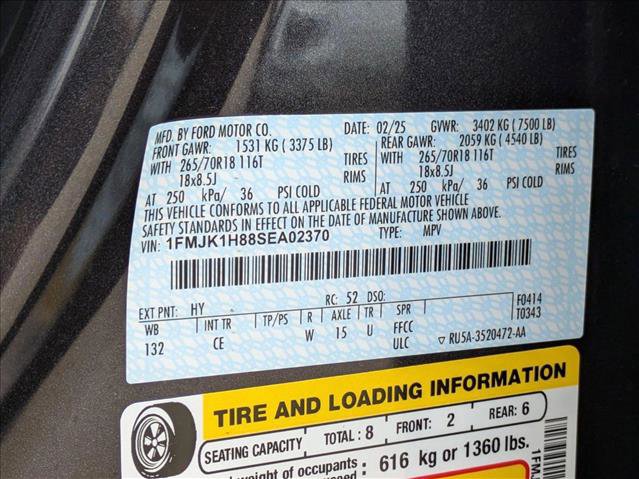 MFD. BY FORD MOTOR CO. DATE: 02/25 GVWR: 3402 KG ( 7500 LB)
FRONT GAWR: 1531 KG ( 3375 LB) REAR GAWR: 2059 KG ( 4540 LB)
WITH 265/70R18 116T TIRES WITH 265/70R18 116T TIRES
18x8.5J RIMS 18x8.5J RIMS
AT 250 kPa/ 36 PSI COLD AT 250 kPa/ 36 PSI COLD
THIS VEHICLE CONFORMS TO ALL APPLICABLE FEDERAL MOTOR VEHICLE
SAFETY STANDARDS IN EFFECT ON THE DATE OF MANUFACTURE SHOWN ABOVE.
VIN: 1FMJK1H88SEA02370 TYPE: MPV
EXT PNT: HY RC: 52 DSO: F0414
WB INT TR TP/PS R AXLE TR SPR T0343
132 CE W 15 U FFCC
ULC ▽ RU5A-3520472-AA
TIRE AND LOADING INFORMATION
SEATING CAPACITY TOTAL: 8 FRONT: 2 REAR: 6
weight of occupants 616 kg or 1360 lbs.
1FMJ